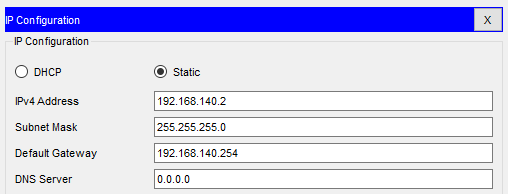 IP Configuration X
IP Configuration
DHCP Static
IPv4 Address 192.168.140.2
Subnet Mask 255.255.255.0
Default Gateway 192.168.140.254
DNS Server 0.0.0.0